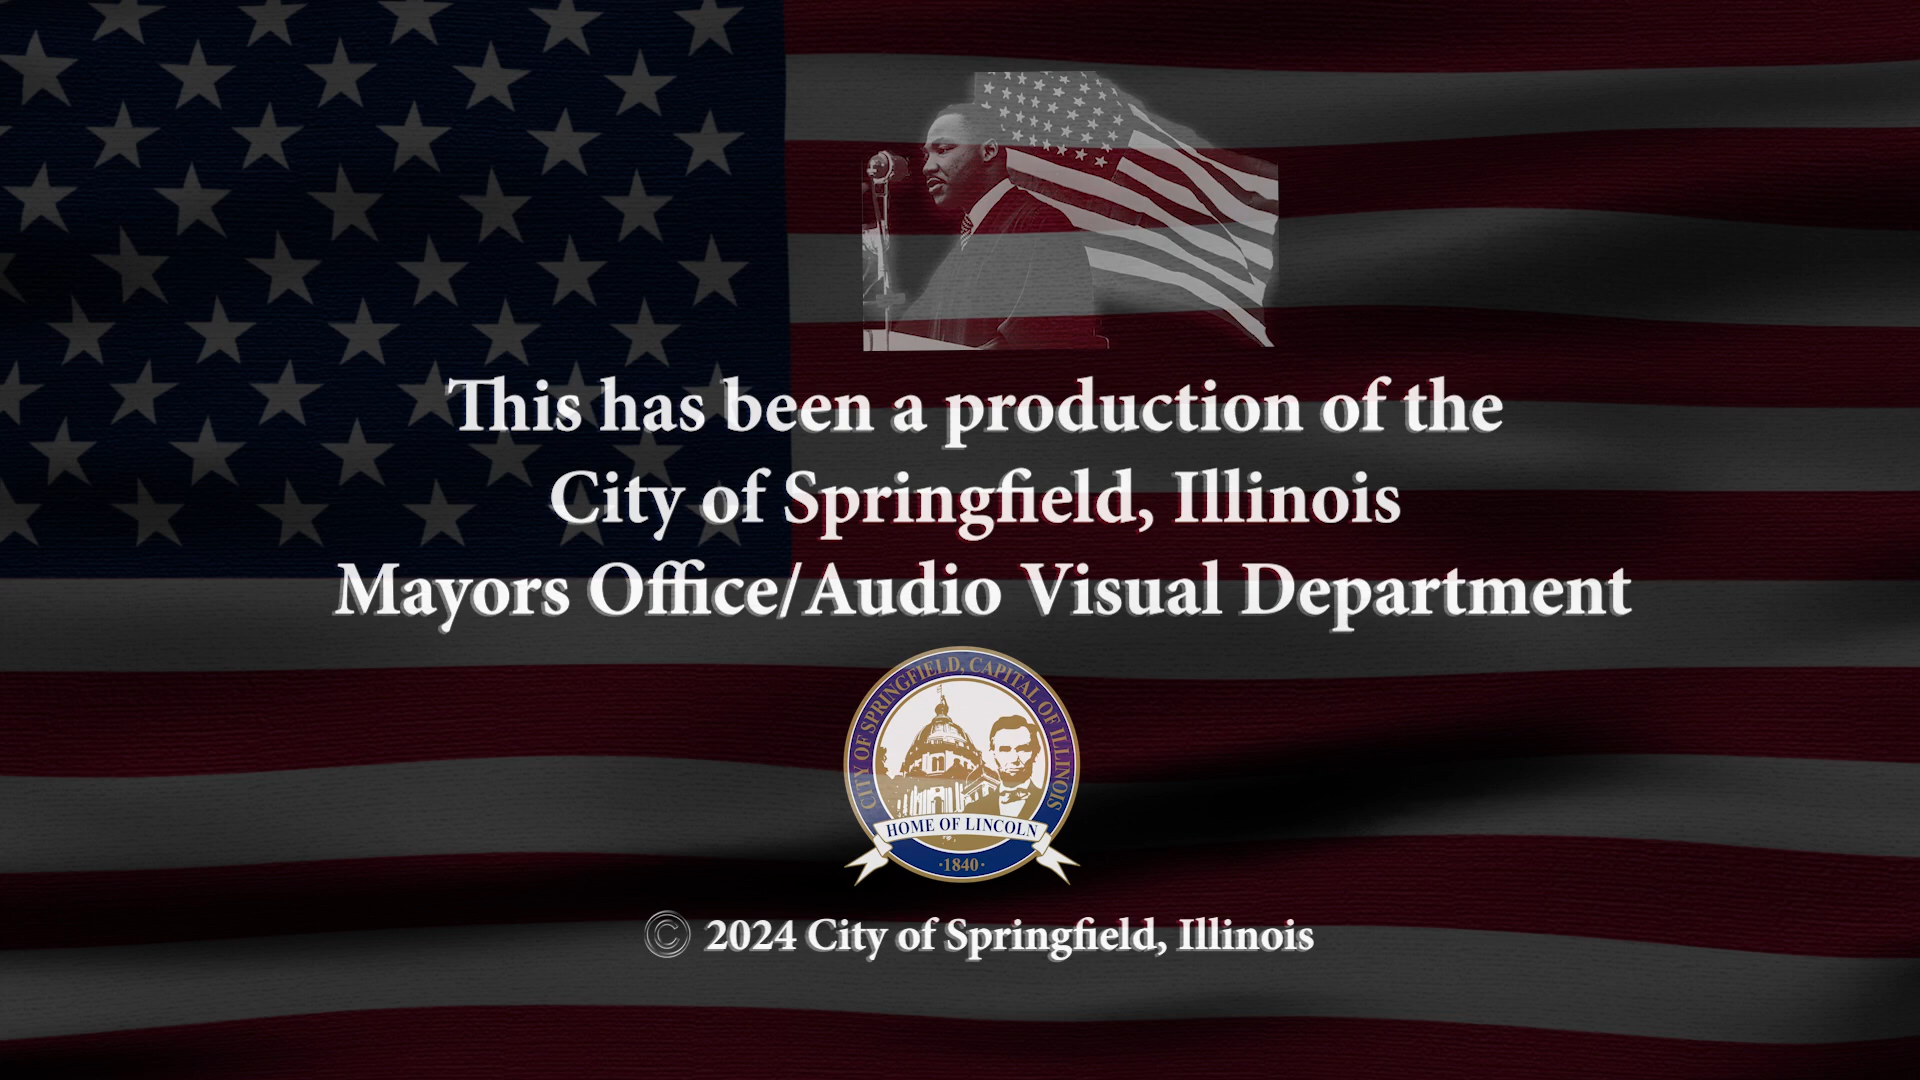 This has been a production of the
City of Springfield, Illinois
Mayors Office/Audio Visual Department
CITY OF SPRINGFIELD, CAPITAL OF ILLINOIS
HOME OF LINCOLN
·1840·
© 2024 City of Springfield, Illinois